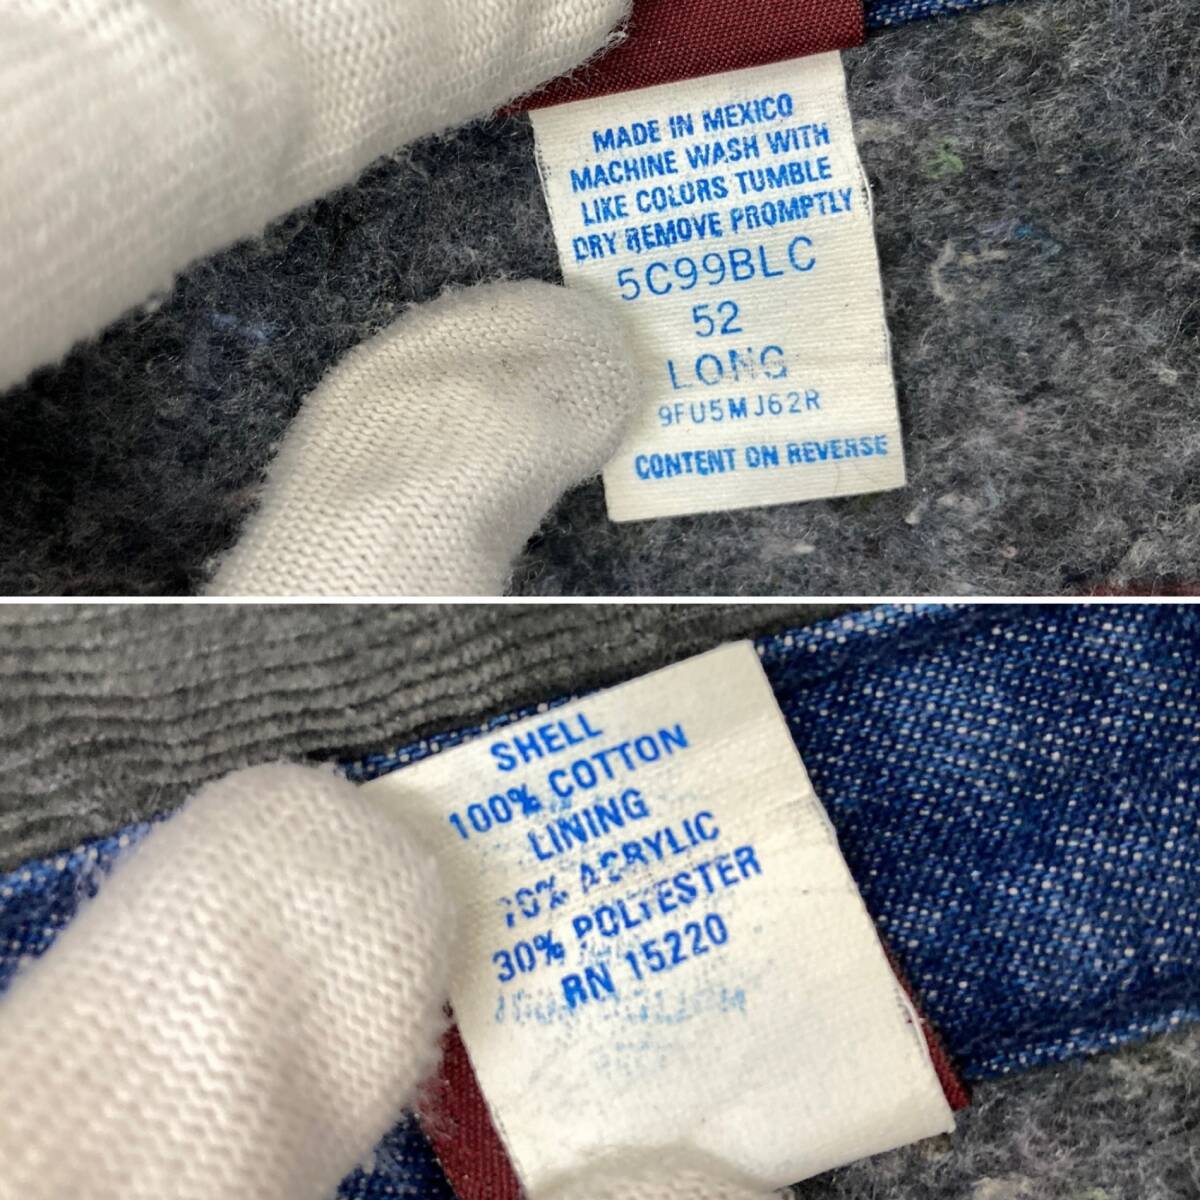 MADE IN MEXICO
MACHINE WASH WITH
LIKE COLORS TUMBLE
DRY REMOVE PROMPTLY
5C99BLC
52
LONG
9FU5MJ62R
CONTENT ON REVERSE
SHELL
100% COTTON
LINING
70% ACRYLIC
30% POLYESTER
RN 15220